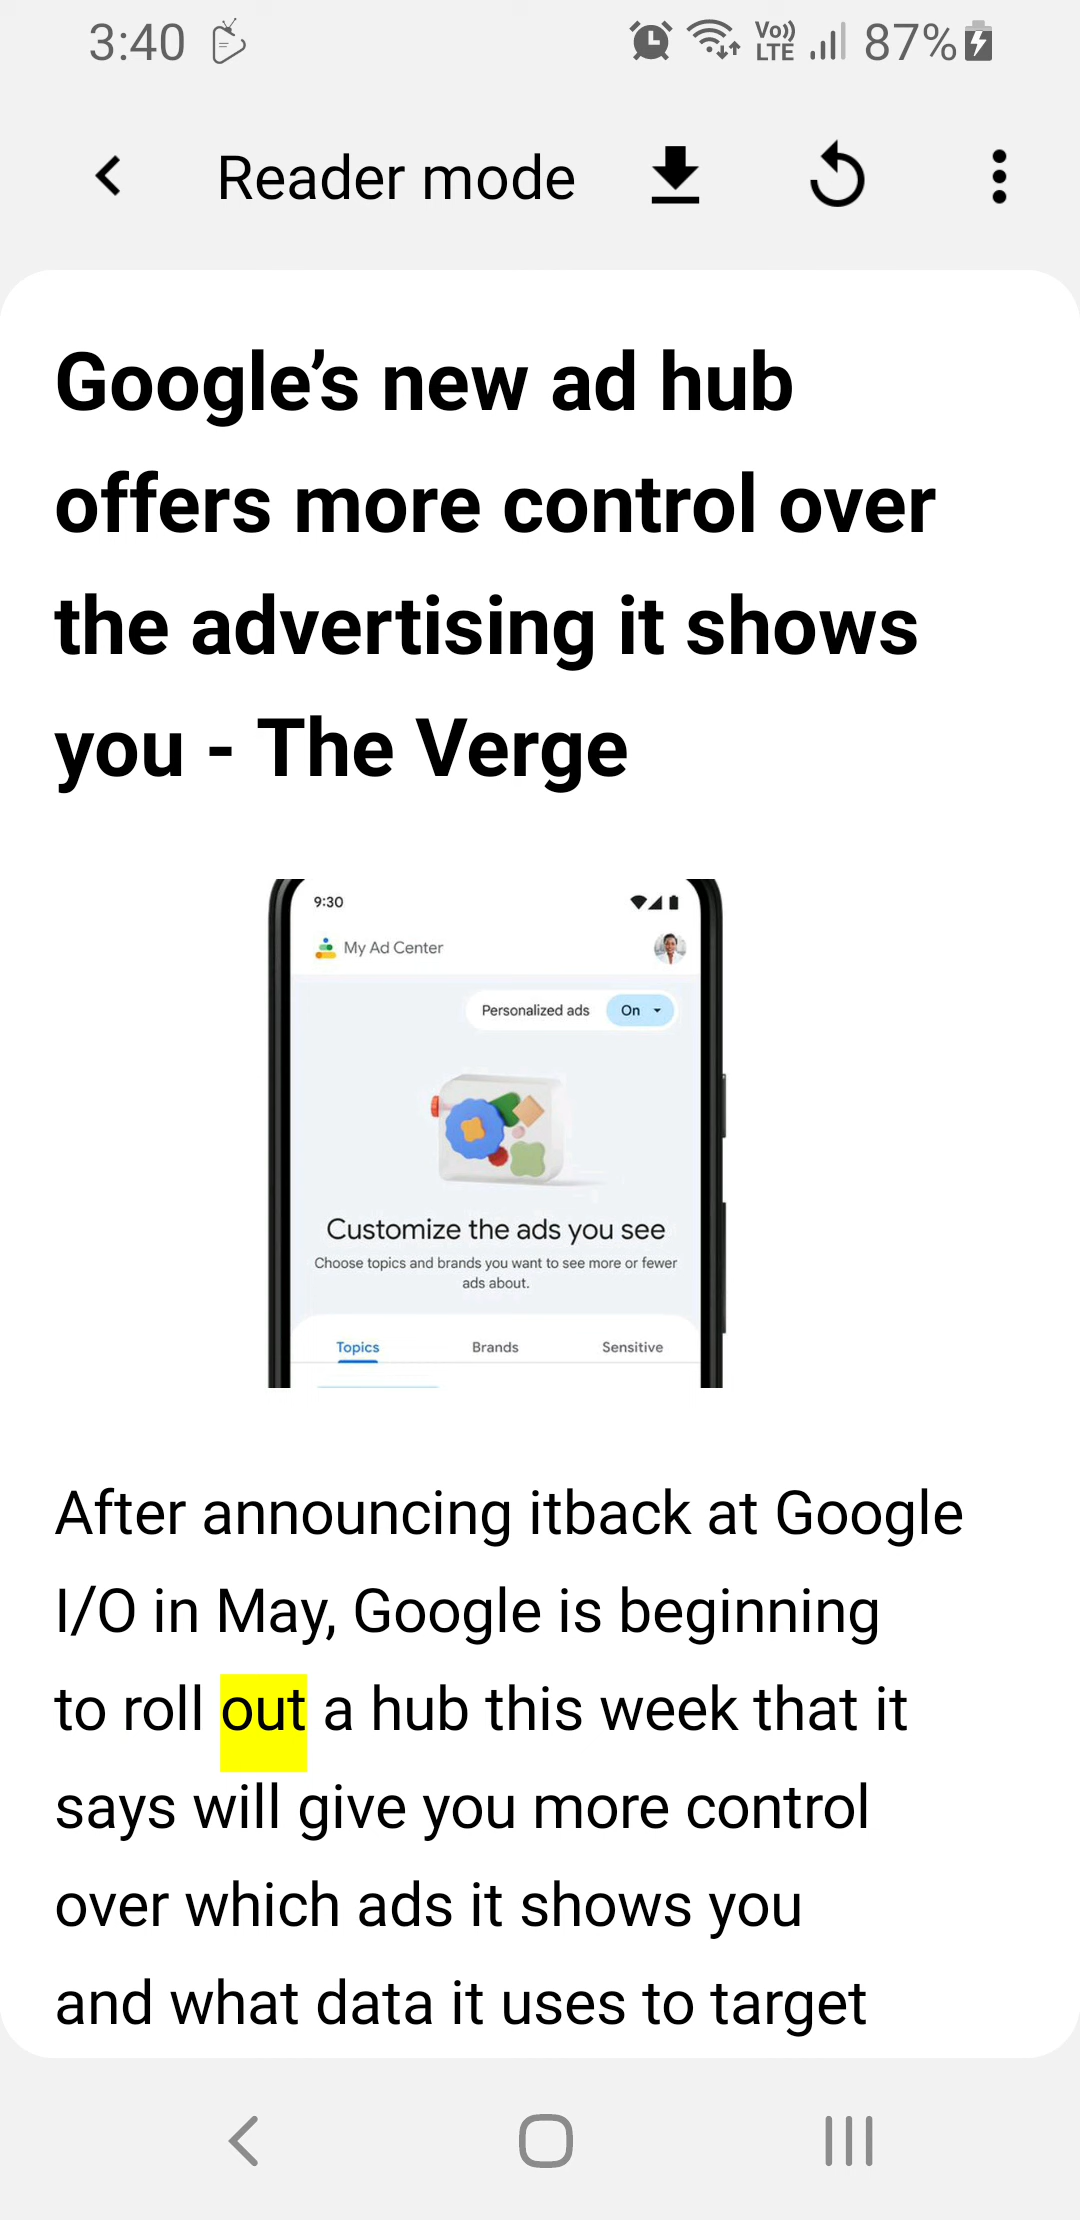 3:40 Vo)) LTE 87%
Reader mode
Google’s new ad hub
offers more control over
the advertising it shows
you - The Verge
9:30
My Ad Center
Personalized ads On
Customize the ads you see
Choose topics and brands you want to see more or fewer
ads about.
Topics Brands Sensitive
After announcing itback at Google
I/O in May, Google is beginning
to roll out a hub this week that it
says will give you more control
over which ads it shows you
and what data it uses to target